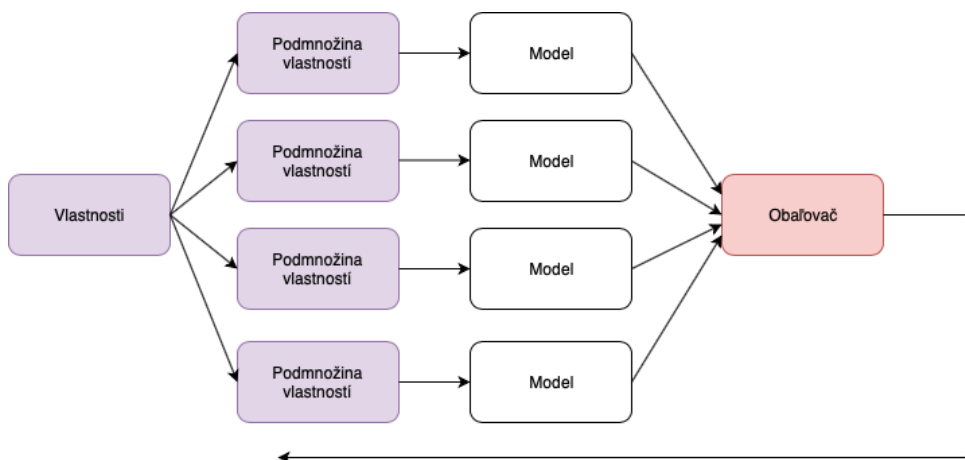 Podmnožina
vlastností
Model
Podmnožina
vlastností
Model
Vlastnosti
Obaľovač
Podmnožina
vlastností
Model
Podmnožina
vlastností
Model